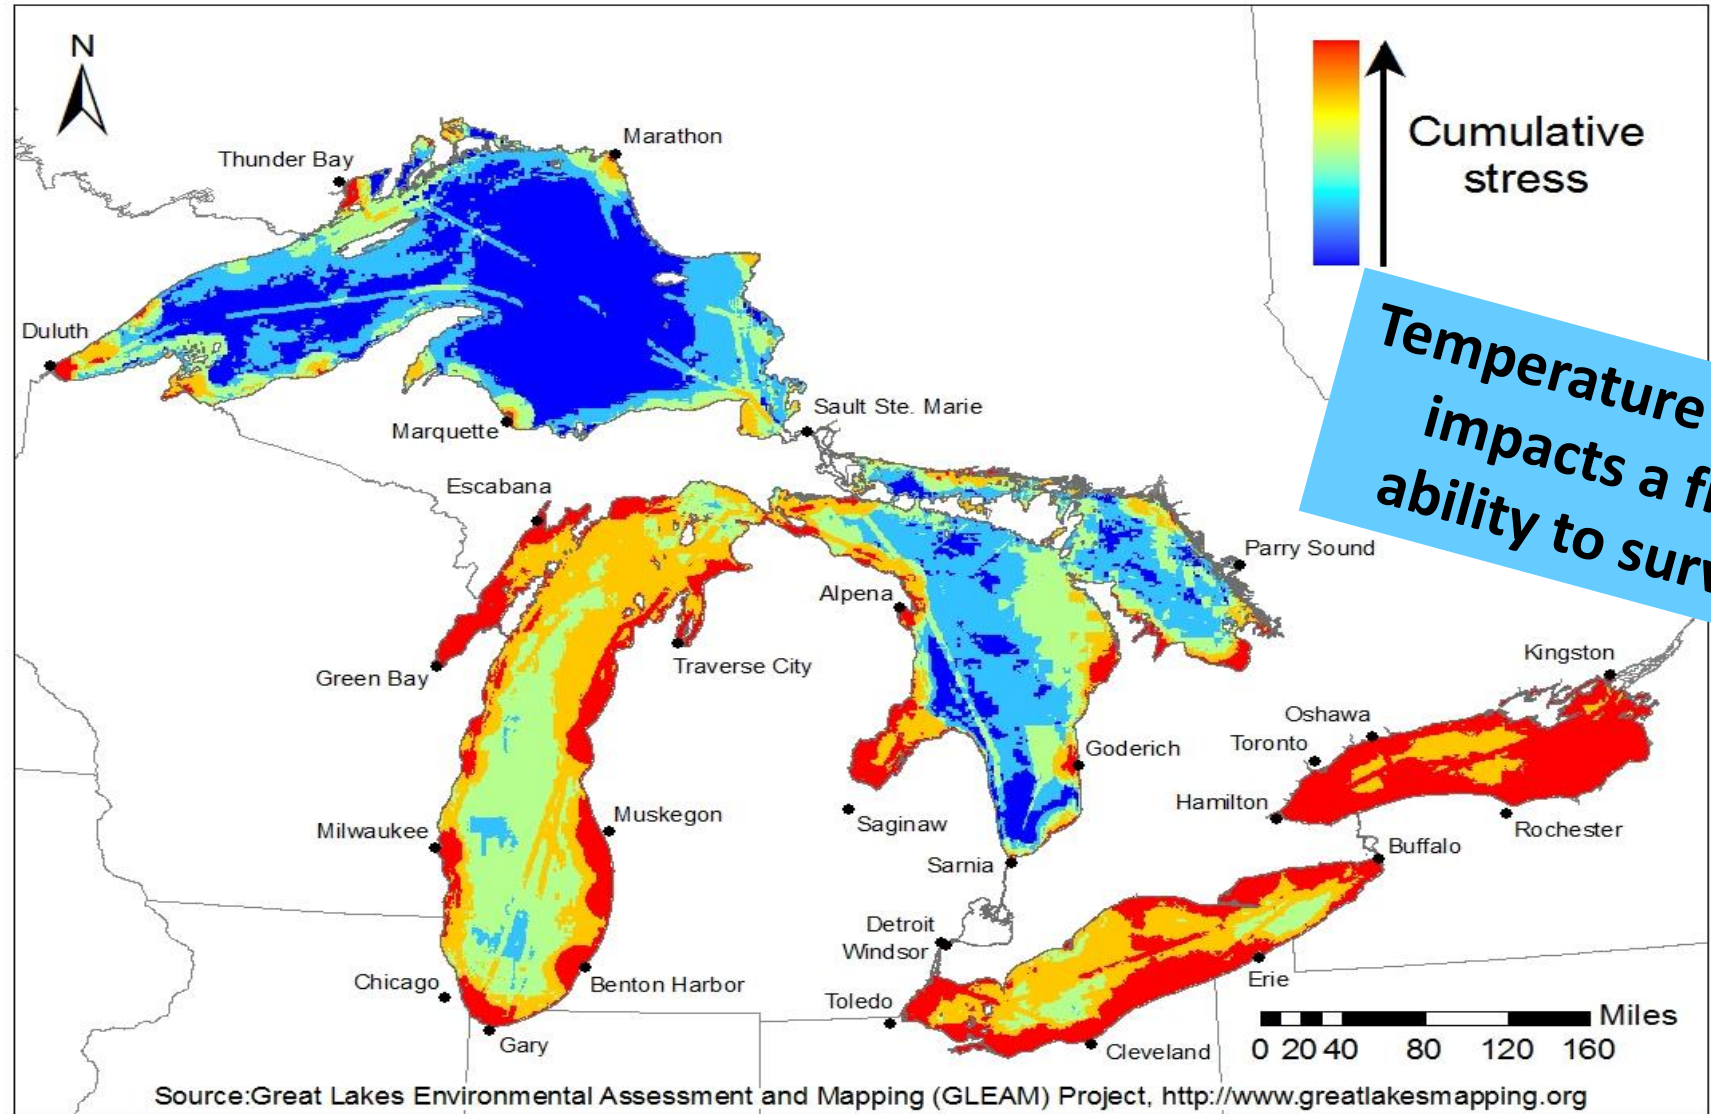 N
Cumulative
stress
Thunder Bay
Marathon
Duluth
Marquette
Sault Ste. Marie
Temperature
impacts a
ability to
Escabana
Parry Sound
Alpena
Green Bay
Traverse City
Kingston
Oshawa
Toronto
Goderich
Hamilton
Rochester
Milwaukee
Muskegon
Saginaw
Buffalo
Sarnia
Detroit
Windsor
Chicago
Benton Harbor
Erie
Toledo
Gary
Cleveland
Miles
0 20 40 80 120 160
Source:Great Lakes Environmental Assessment and Mapping (GLEAM) Project, http://www.greatlakesmapping.org